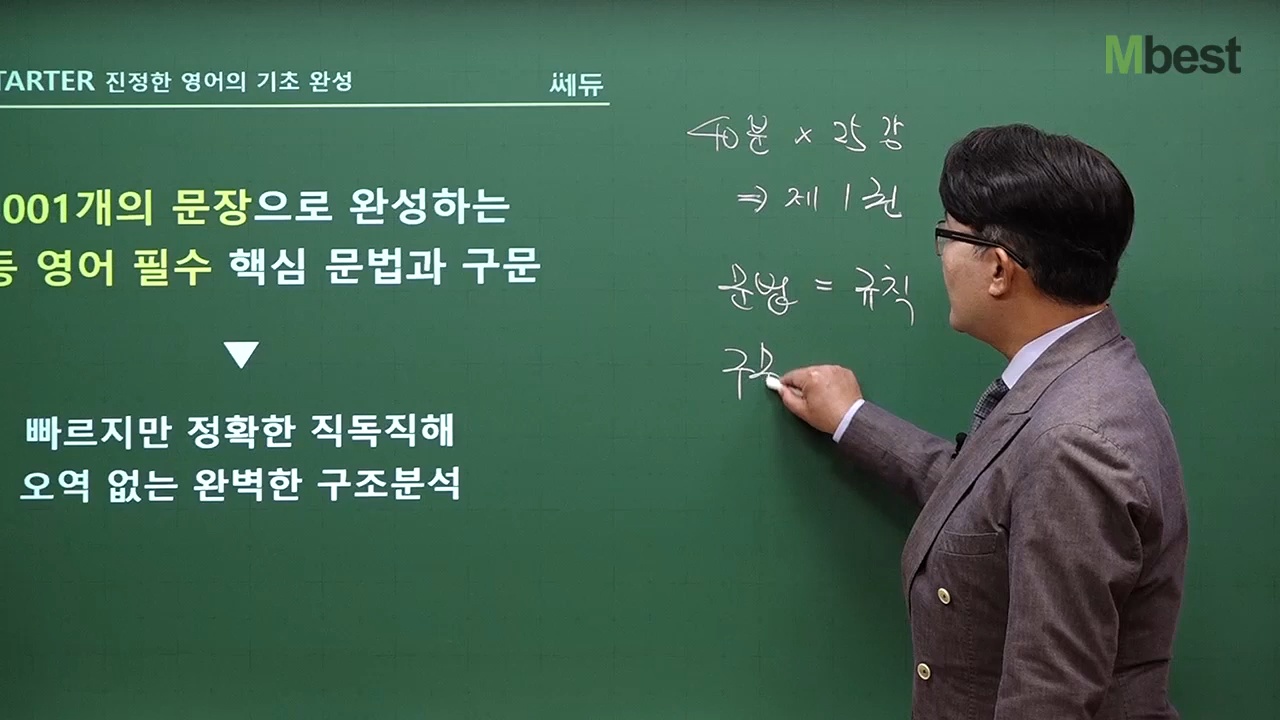 Mbest
TARTER 진정한 영어의 기초 완성
쎄듀
001개의 문장으로 완성하는
영어 필수 핵심 문법과 구문
빠르지만 정확한 직독직해
오역 없는 완벽한 구조분석
40분 x 25강
⇒ 제 1권
문법 = 규칙
구